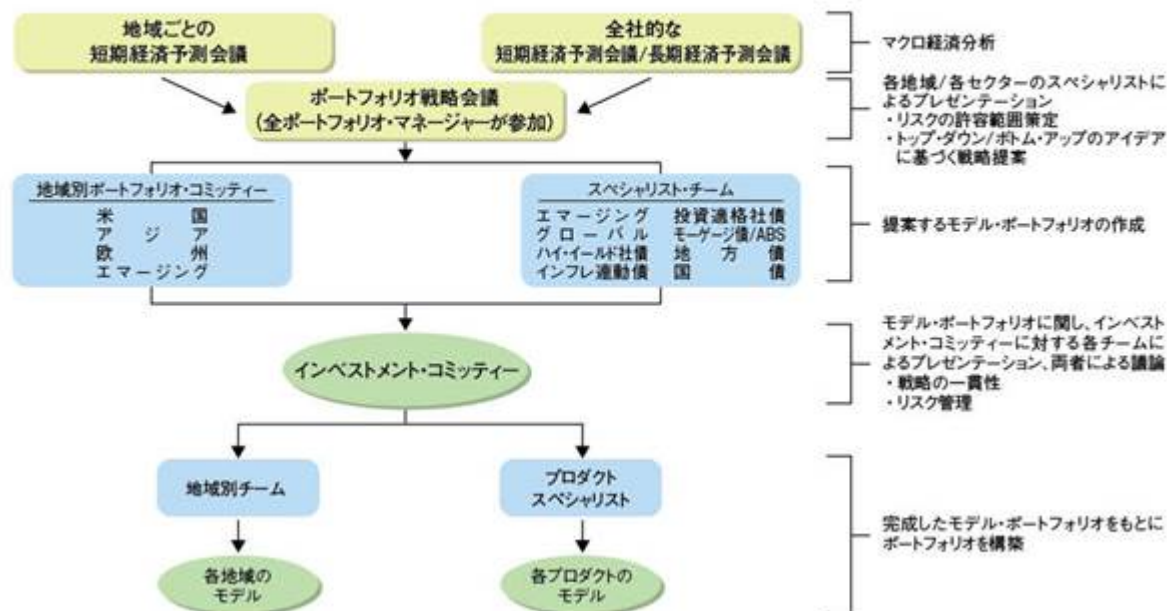 地域ごとの
短期経済予測会議
全社的な
短期経済予測会議/長期経済予測会議
マクロ経済分析
ポートフォリオ戦略会議
(全ポートフォリオ・マネージャーが参加)
各地域/各セクターのスペシャリストに
よるプレゼンテーション
・リスクの許容範囲策定
・トップ・ダウン/ボトム・アップのアイデア
に基づく戦略提案
地域別ポートフォリオ・コミッティー
米国
アジア
欧州
エマージング
スペシャリスト・チーム
エマージング 投資適格社債
グローバル モーゲージ債/ABS
ハイ・イールド社債 地方債
インフレ連動債 国債
提案するモデル・ポートフォリオの作成
インベストメント・コミッティー
モデル・ポートフォリオに関し、インベスト
メント・コミッティーに対する各チーム
によるプレゼンテーション、両者による議論
・戦略の一貫性
・リスク管理
地域別チーム
プロダクト
スペシャリスト
各地域の
モデル
各プロダクトの
モデル
完成したモデル・ポートフォリオをもとに
ポートフォリオを構築